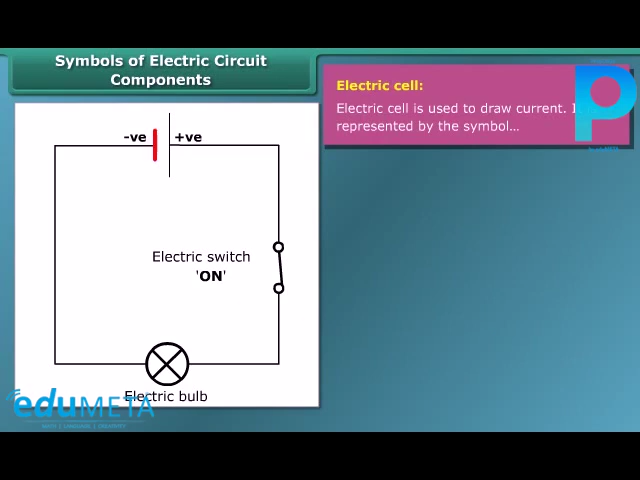 Symbols of Electric Circuit
Components
Electric cell:
Electric cell is used to draw current. I
represented by the symbol...
-ve
+ve
Electric switch
'ON'
Electric bulb
eduMETA
P